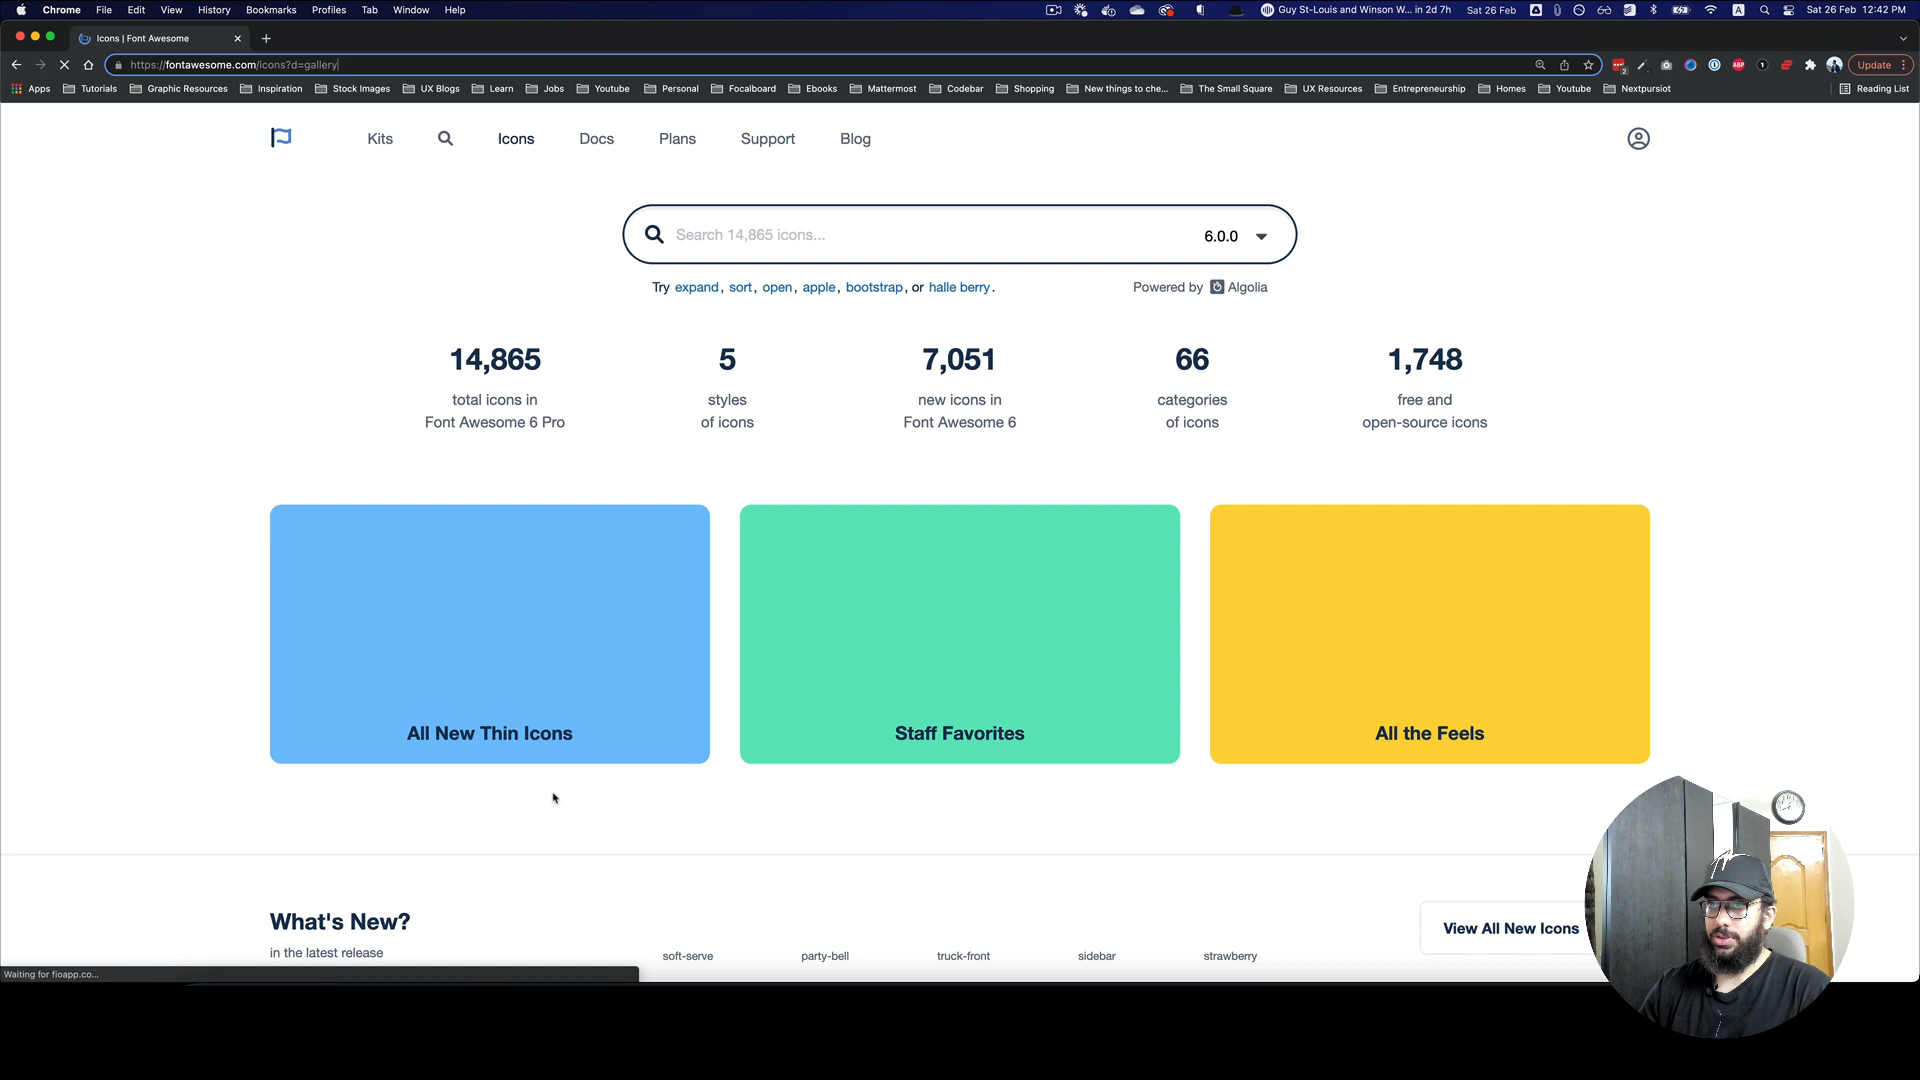 Chrome File Edit View History Bookmarks Profiles Tab Window Help Guy St-Louis and Winson W... in 2d 7h Sat 26 Feb Sat 26 Feb 12:42 PM
Icons | Font Awesome
https://fontawesome.com/icons?d=gallery Update
Apps Tutorials Graphic Resources Inspiration Stock Images UX Blogs Learn Jobs Youtube Personal Focalboard Ebooks Mattermost Codebar Shopping New things to che... The Small Square UX Resources Entrepreneurship Homes Youtube Nextpursiot Reading List
Kits Icons Docs Plans Support Blog
Search 14,865 icons... 6.0.0
Try expand, sort, open, apple, bootstrap, or halle berry. Powered by Algolia
14,865 5 7,051 66 1,748
total icons in styles new icons in categories free and
Font Awesome 6 Pro of icons Font Awesome 6 of icons open-source icons
All New Thin Icons Staff Favorites All the Feels
What's New? View All New Icons
in the latest release soft-serve party-bell truck-front sidebar strawberry
Waiting for fioapp.co...